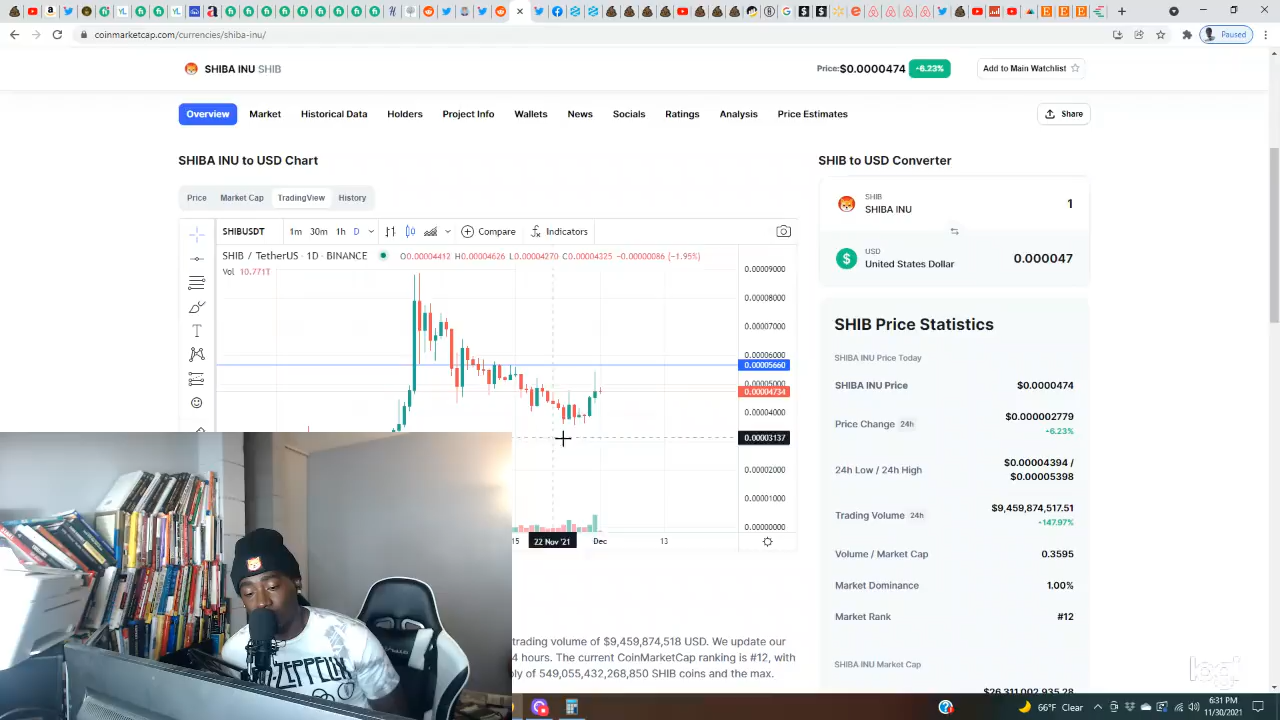 coinmarketcap.com/currencies/shiba-inu/
Paused
SHIBA INU SHIB
Price: $0.0000474 6.23%
Add to Main Watchlist
Overview Market Historical Data Holders Project Info Wallets News Socials Ratings Analysis Price Estimates
Share
SHIBA INU to USD Chart
Price Market Cap TradingView History
SHIBUSDT 1m 30m 1h D Compare Indicators
SHIB / TetherUS · 1D · BINANCE O0.00004412 H0.00004626 L0.00004270 C0.00004325 −0.00000086 (−1.95%)
Vol 10.771T
0.00009000
0.00008000
0.00007000
0.00006000
0.00005660
0.00005000
0.00004734
0.00004000
0.00003137
0.00002000
0.00001000
0.00000000
15 22 Nov '21 Dec 13
trading volume of $9,459,874,518 USD. We update our
4 hours. The current CoinMarketCap ranking is #12, with
ply of 549,055,432,268,850 SHIB coins and the max.
SHIB to USD Converter
SHIB
SHIBA INU
1
USD
United States Dollar
0.000047
SHIB Price Statistics
SHIBA INU Price Today
SHIBA INU Price $0.0000474
Price Change 24h $0.000002779
6.23%
24h Low / 24h High $0.00004394 /
$0.00005398
Trading Volume 24h $9,459,874,517.51
147.97%
Volume / Market Cap 0.3595
Market Dominance 1.00%
Market Rank #12
SHIBA INU Market Cap
$26,311,002,935.28
ZEPPELIN
66°F Clear
6:31 PM
11/30/2021